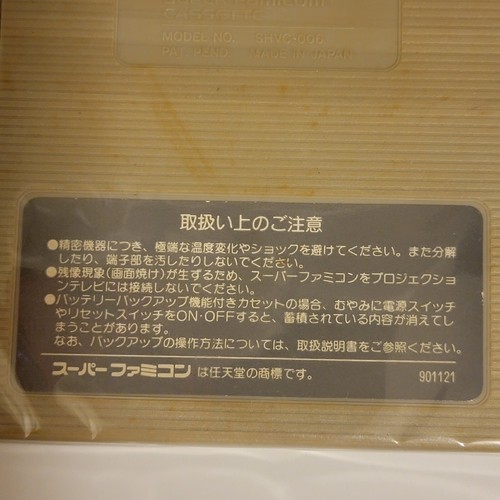 CASSETTE
MODEL NO. SHVC-006
PAT. PEND. MADE IN JAPAN
取扱い上のご注意
●精密機器につき、極端な温度変化やショックを避けてください。また分解
したり、端子部を汚したりしないでください。
●残像現象(画面焼け)が生ずるため、スーパーファミコンをプロジェクショ
ンテレビには接続しないでください。
●バッテリーバックアップ機能付きカセットの場合、むやみに電源スイッチ
やリセットスイッチをON・OFFすると、蓄積されている内容が消えてし
まうことがあります。
なお、バックアップの操作方法については、取扱説明書をご参照ください。
スーパーファミコン は任天堂の商標です。 901121